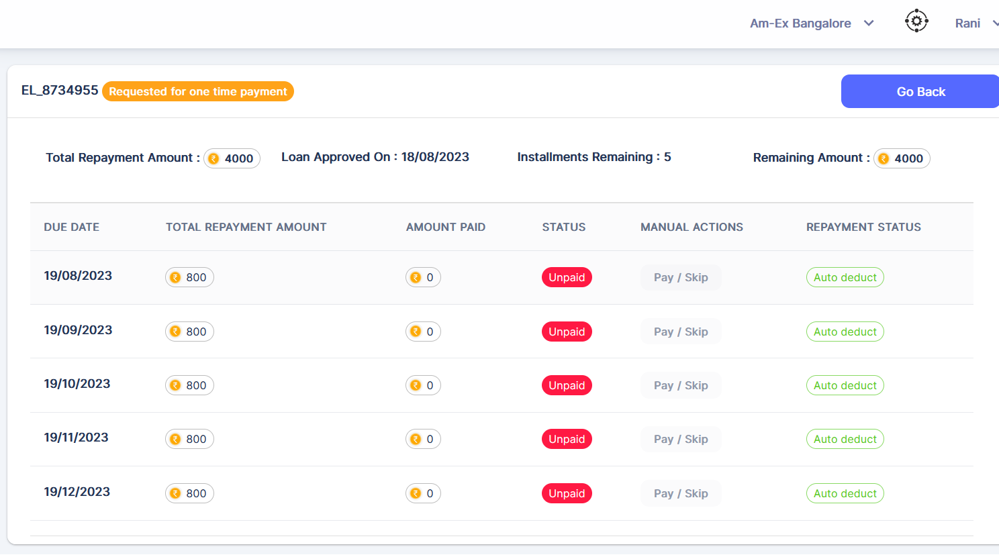 Am-Ex Bangalore Rani
EL_8734955 Requested for one time payment Go Back
Total Repayment Amount : ₹ 4000 Loan Approved On : 18/08/2023 Installments Remaining : 5 Remaining Amount : ₹ 4000
DUE DATE TOTAL REPAYMENT AMOUNT AMOUNT PAID STATUS MANUAL ACTIONS REPAYMENT STATUS
19/08/2023 ₹ 800 ₹ 0 Unpaid Pay / Skip Auto deduct
19/09/2023 ₹ 800 ₹ 0 Unpaid Pay / Skip Auto deduct
19/10/2023 ₹ 800 ₹ 0 Unpaid Pay / Skip Auto deduct
19/11/2023 ₹ 800 ₹ 0 Unpaid Pay / Skip Auto deduct
19/12/2023 ₹ 800 ₹ 0 Unpaid Pay / Skip Auto deduct